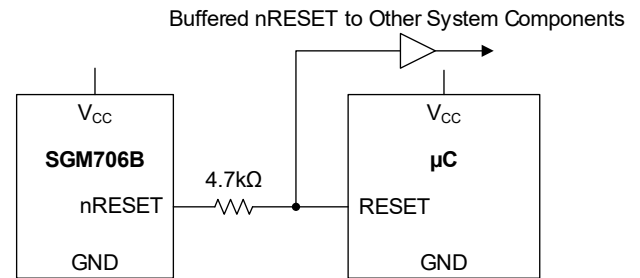 Buffered nRESET to Other System Components
VCC
VCC
SGM706B
µC
4.7kΩ
nRESET
RESET
GND
GND